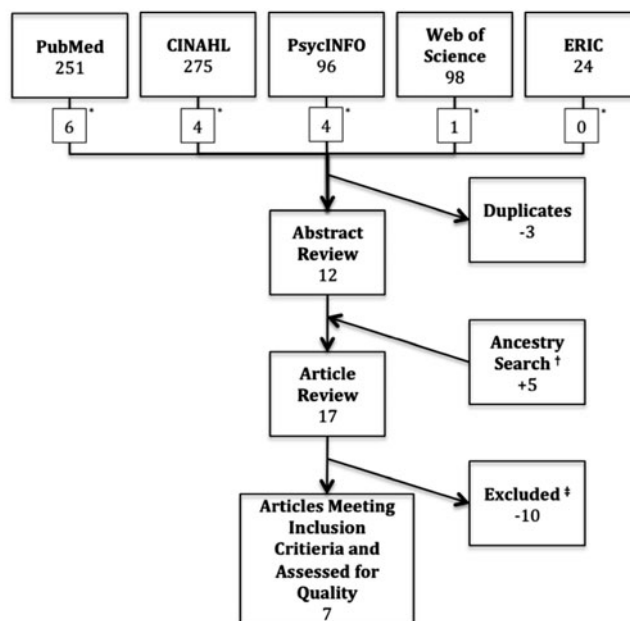 PubMed
251
CINAHL
275
PsycINFO
96
Web of
Science
98
ERIC
24
6 *
4 *
4 *
1 *
0 *
Duplicates
-3
Abstract
Review
12
Ancestry
Search †
+5
Article
Review
17
Excluded ‡
-10
Articles Meeting
Inclusion
Critieria and
Assessed for
Quality
7